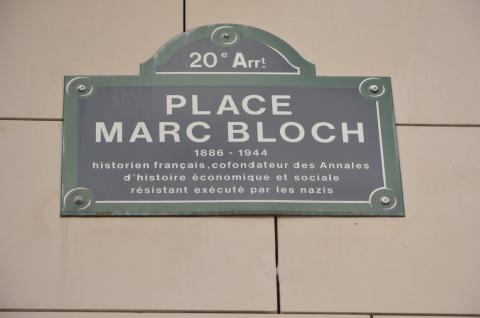 20e Arrt.
PLACE
MARC BLOCH
1886 - 1944
historien français, cofondateur des Annales
d'histoire économique et sociale
résistant exécuté par les nazis